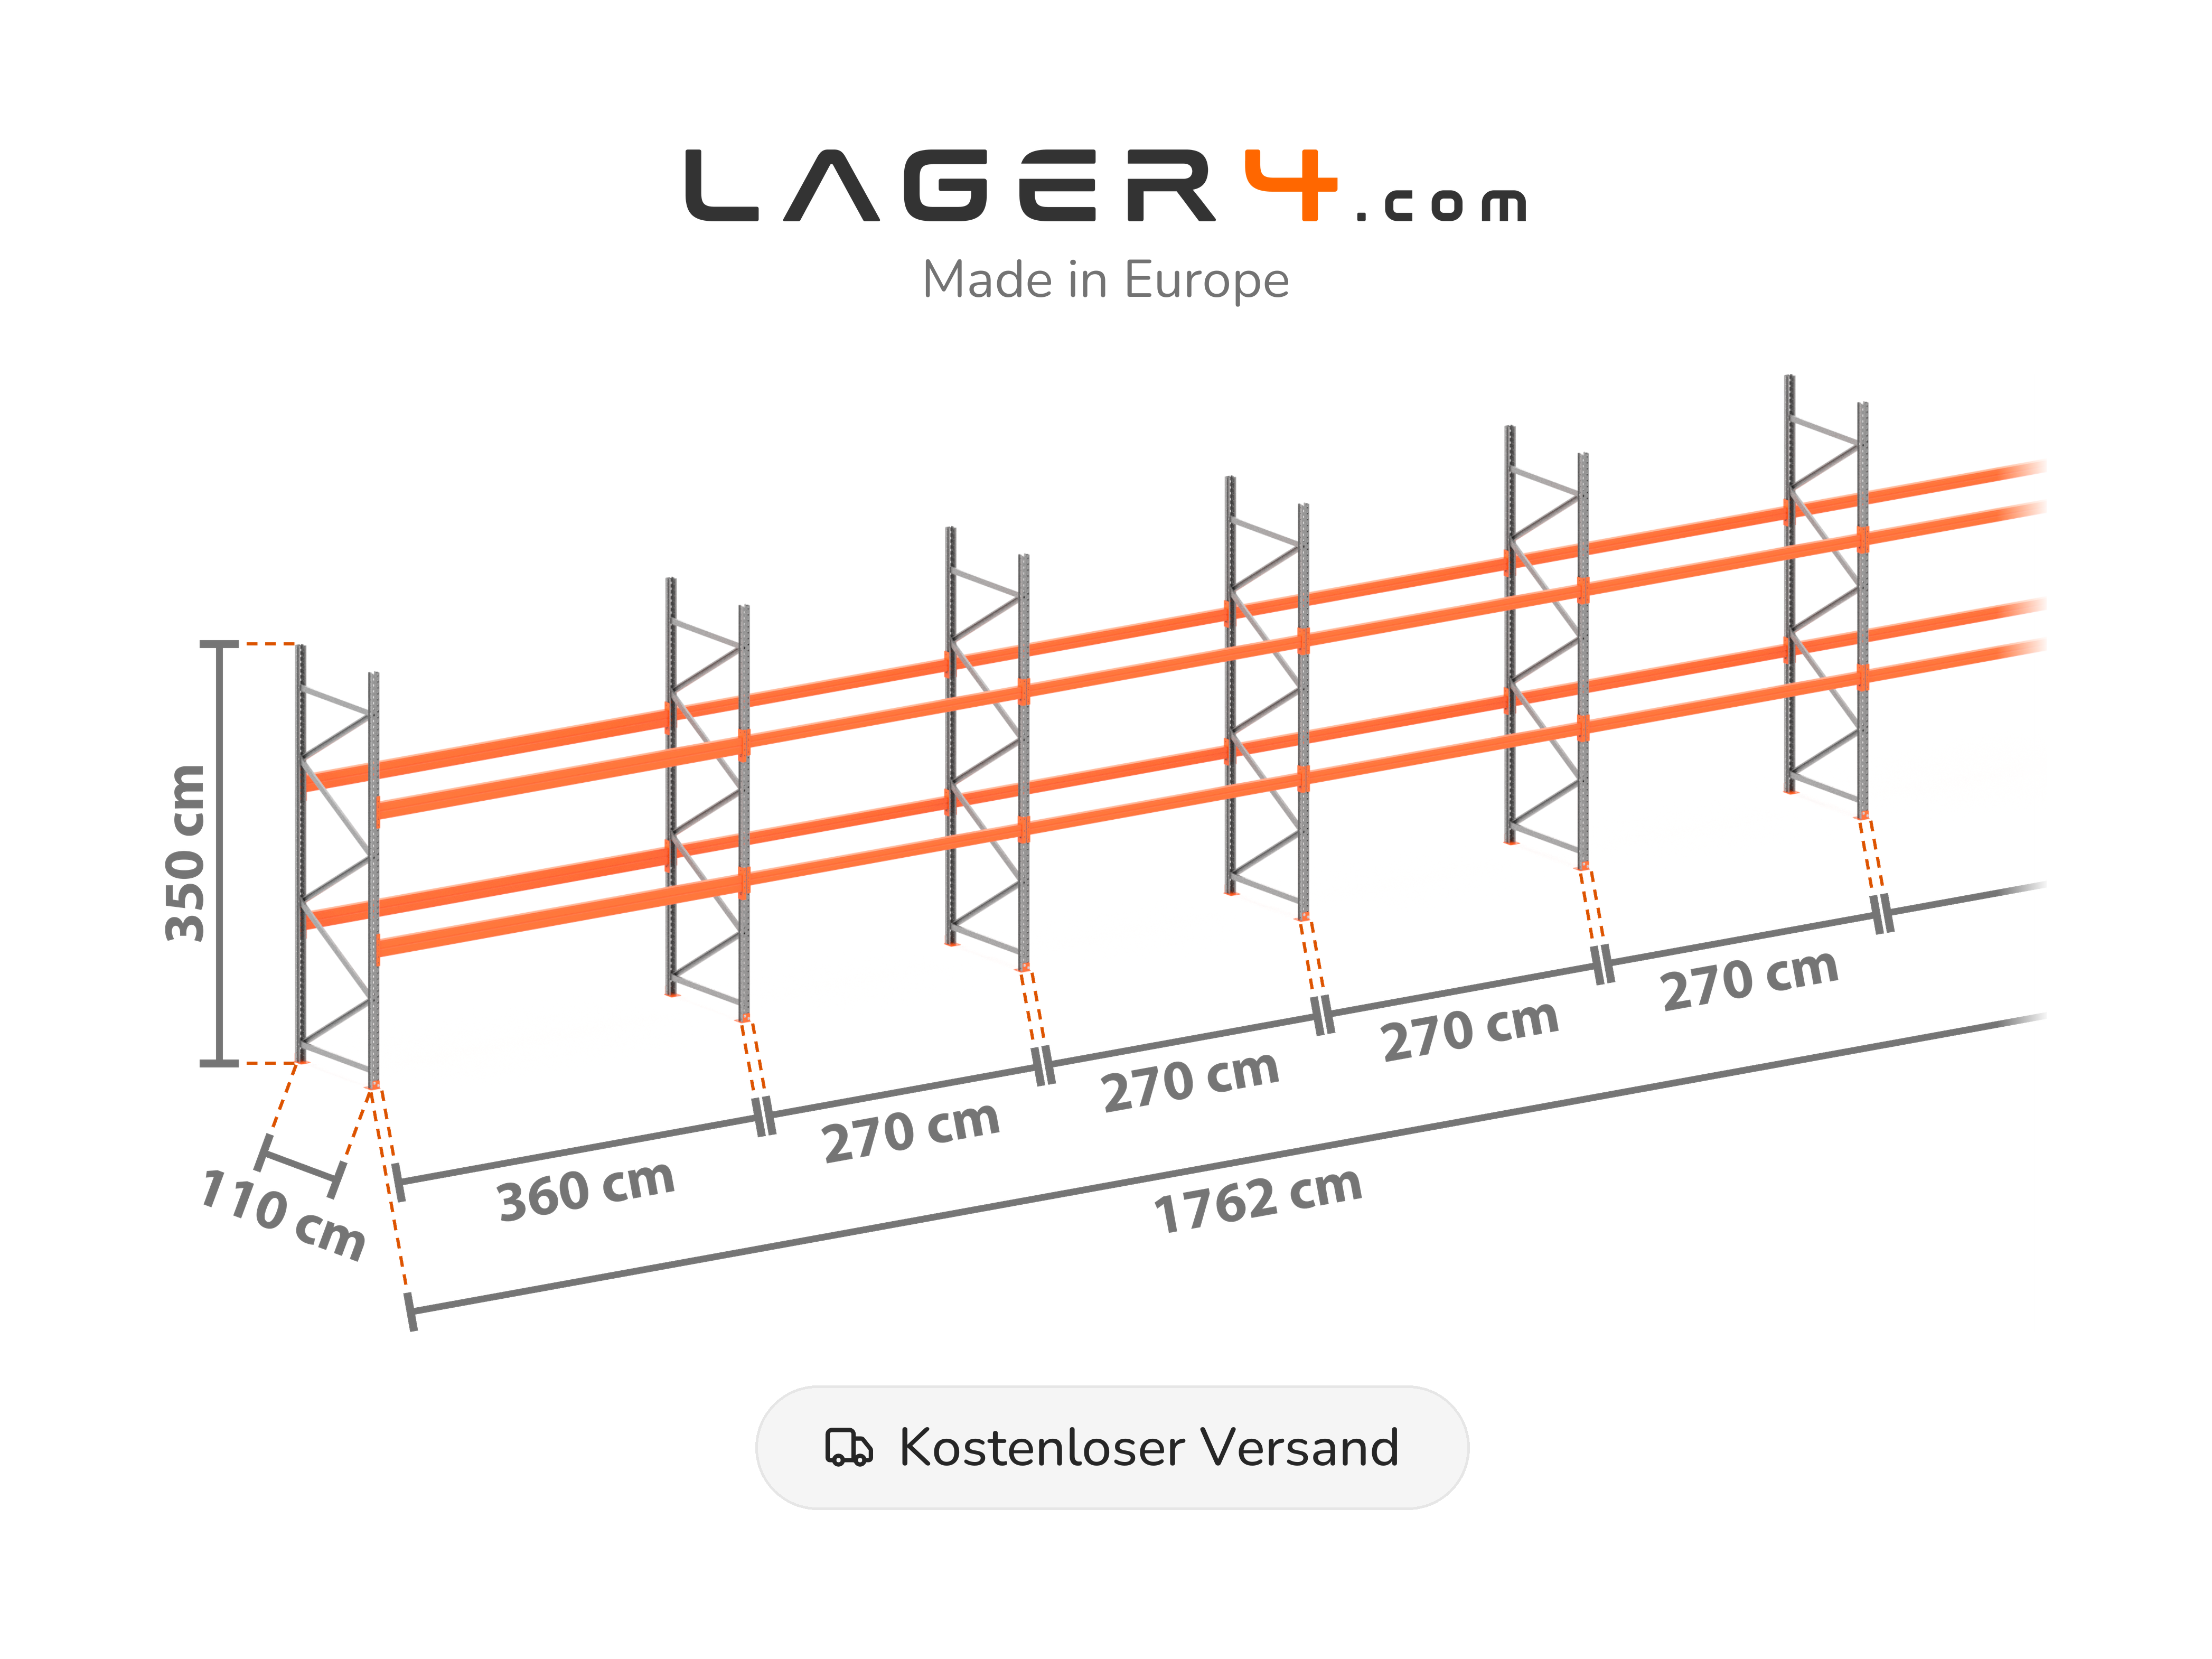 LAGER4.com
Made in Europe
350 cm
110 cm
360 cm
270 cm
270 cm
270 cm
270 cm
1762 cm
Kostenloser Versand